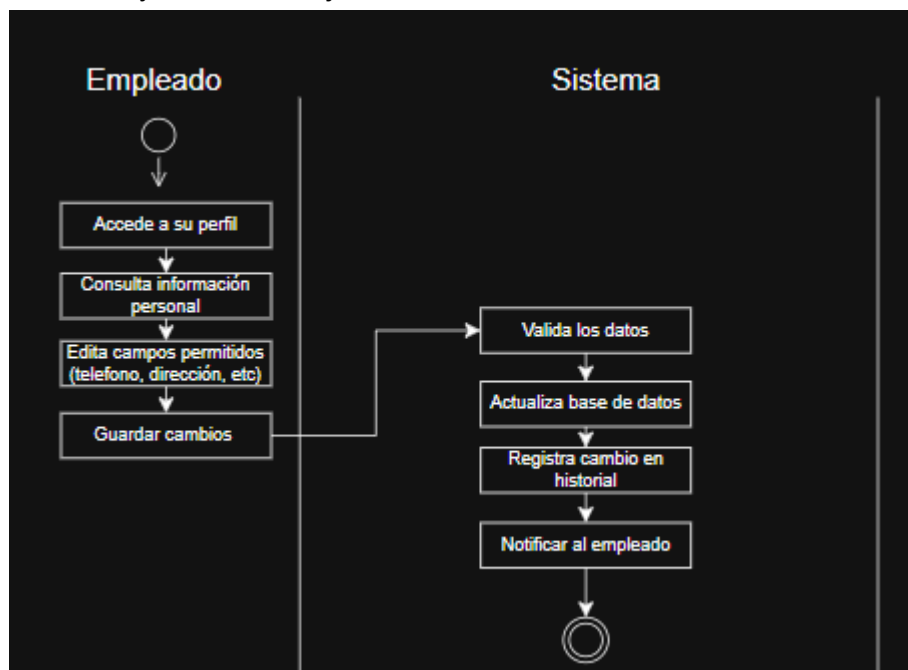 Empleado
Sistema
Accede a su perfil
Consulta información
personal
Edita campos permitidos
(telefono, dirección, etc)
Guardar cambios
Valida los datos
Actualiza base de datos
Registra cambio en
historial
Notificar al empleado